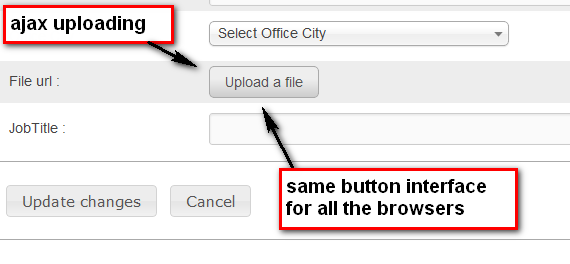 ajax uploading
Select Office City
File url :
Upload a file
JobTitle :
same button interface
for all the browsers
Update changes
Cancel